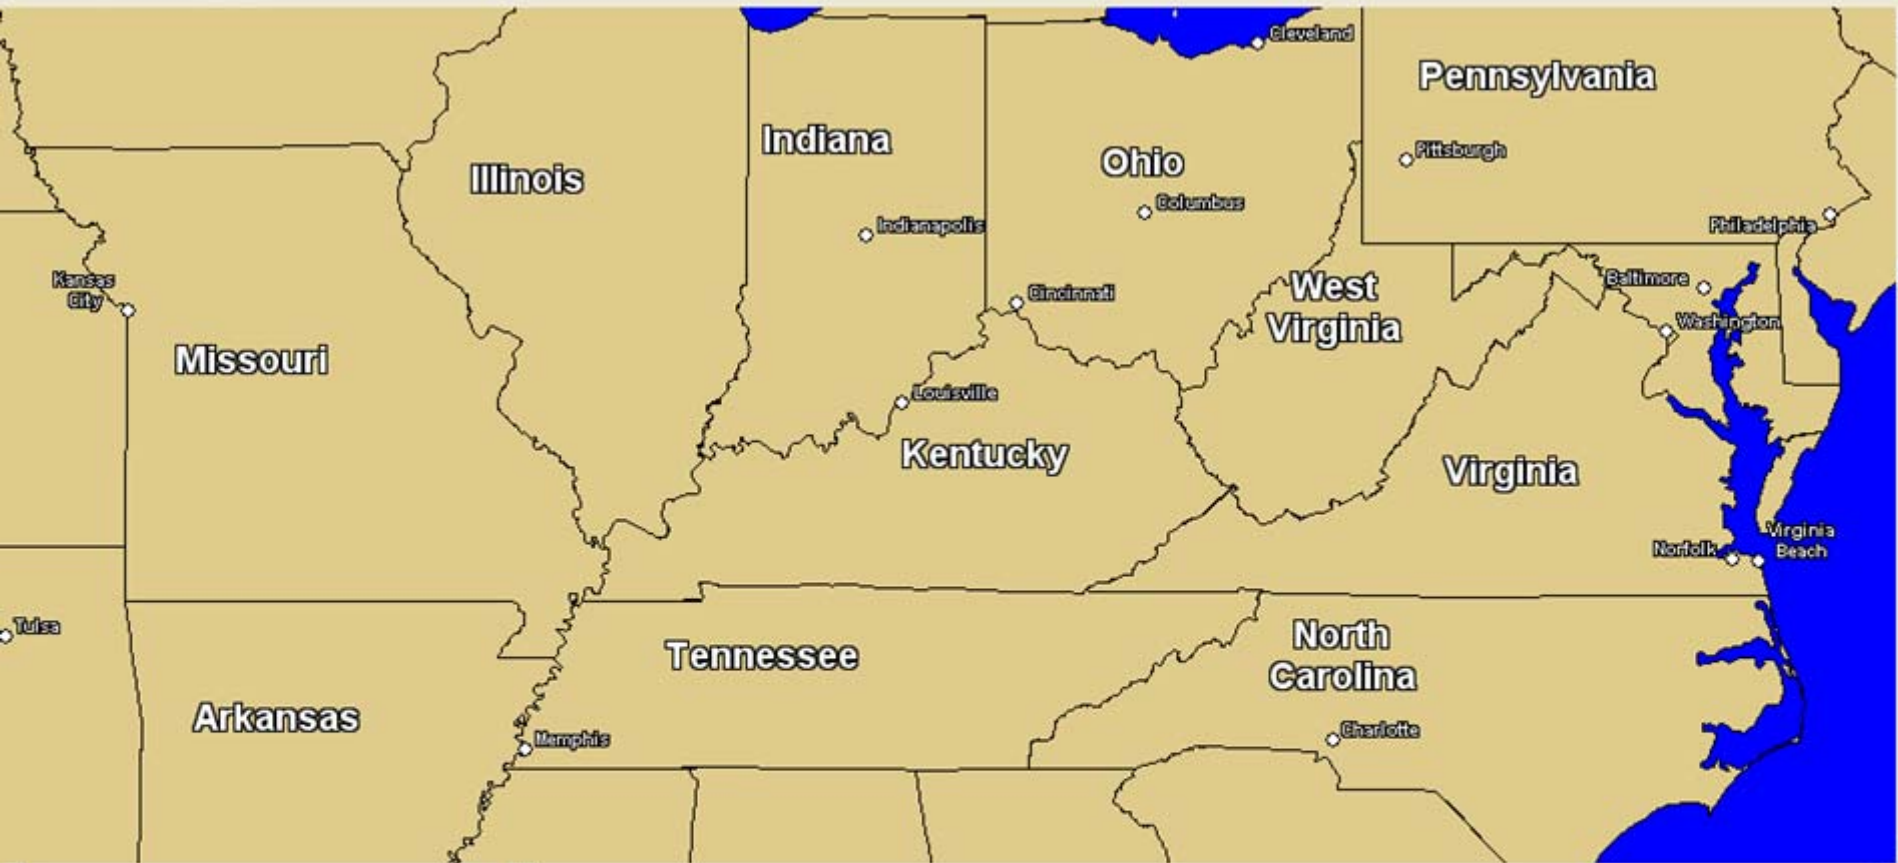 Cleveland
Pennsylvania
Indiana
Pittsburgh
Ohio
Illinois
Columbus
Indianapolis
Philadelphia
Kansas
City
Baltimore
West
Virginia
Cincinnati
Washington
Missouri
Louisville
Kentucky
Virginia
Virginia
Beach
Norfolk
Tulsa
North
Carolina
Tennessee
Arkansas
Charlotte
Memphis